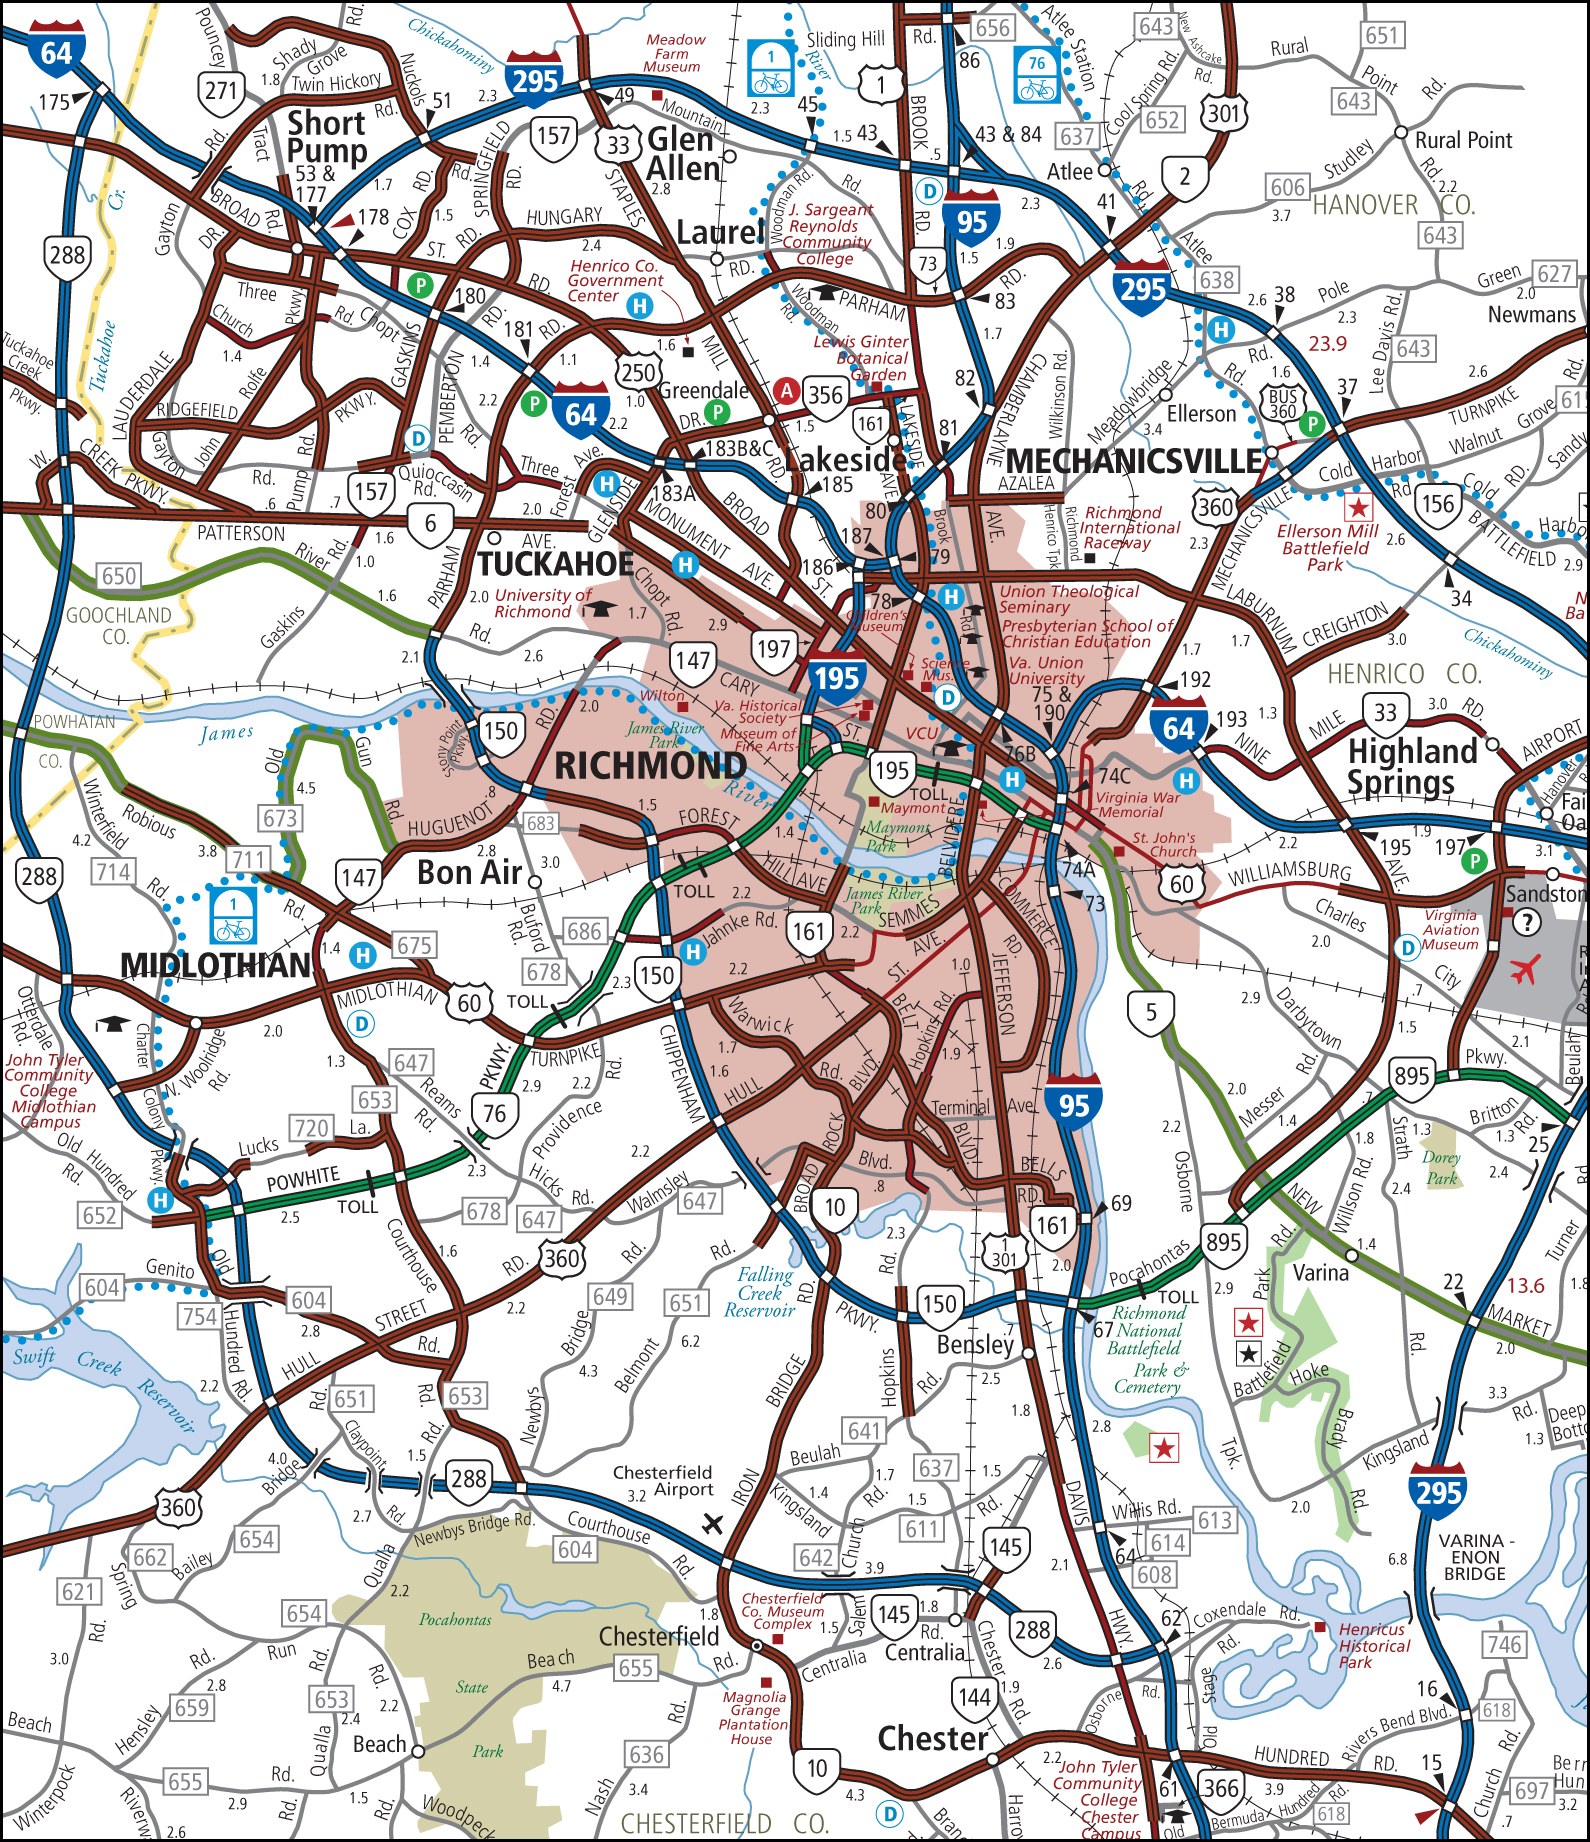 64
175
271
POUNCEY
Tract
Rd.
Shady
Grove
1.8
Twin Hickory
Rd.
Nuckols
Rd.
Chickahominy
295
2.3
51
49
Meadow
Farm
Museum
Mountain
1
River
2.3
45
Sliding Hill
Rd.
656
1
86
76
Atlee Station
643
New Ashcake
Rd.
Rural
Point
Rd.
651
643
Short
Pump
53 &
177
1.7
178
SPRINGFIELD
RD.
157
33
Glen
Allen
1.5
43
BROOK
RD.
.5
43 & 84
637
Cool Spring Rd.
652
301
2
Rural Point
Studley
Rd.
2.2
606
3.7
HANOVER CO.
643
Atlee
Rd.
41
2.3
95
D
288
Cr.
Tuckahoe
Gayton
Rd.
BROAD
ST.
DR.
COX
RD.
1.5
HUNGARY
RD.
2.4
STAPLES
MILL
RD.
2.8
Laurel
Woodman Rd.
J. Sargeant
Reynolds
Community
College
73
1.5
1.9
RD.
83
1.7
Atlee
638
295
2.6
38
Pole
Green
2.0
627
2.3
Newmans
Henrico Co.
Government
Center
H
PARHAM
Woodman
Rd.
P
180
181
1.1
1.4
1.6
250
1.0
Greendale
A
356
161
Lewis Ginter
Botanical
Garden
LAKESIDE
AVE.
82
CHAMBERLAYNE
AVE.
Wilkinson Rd.
Meadowbridge
Rd.
3.4
Ellerson
BUS
360
P
23.9
37
Lee Davis Rd.
643
2.6
TURNPIKE
Walnut Grove
Rd.
Three
Chopt
Rd.
Church
1.4
Pkwy.
LAUDERDALE
RIDGEFIELD
PKWY.
Rolfe
John
GASKINS
PEMBERTON
2.2
Rd.
D
P
64
2.2
DR.
P
1.5
183B&C
183A
Lakeside
185
81
80
MECHANICSVILLE
AZALEA
Cold Harbor
Rd.
Sandy
Tuckahoe
Creek
Pkwy.
W.
CREEK PKWY.
Gayton
Rd.
.6
Pump
Rd.
.7
157
Quioccasin
Rd.
Three
Forest
Ave.
2.0
H
GLENSIDE
MONUMENT
AVE.
BROAD
ST.
187
186
79
78
Brook
Rd.
Henrico Tpk.
Richmond
Richmond
International
Raceway
360
2.3
MECHANICSVILLE
Ellerson Mill
Battlefield
Park
156
2.6
Cold
BATTLEFIELD
2.9
34
Chickahominy
PATTERSON
AVE.
6
1.6
River Rd.
1.0
650
GOOCHLAND
CO.
1.6
Gaskins
Rd.
2.6
2.1
PARHAM
2.0
TUCKAHOE
University of
Richmond
1.7
Chopt
Rd.
H
2.9
197
147
CARY
ST.
195
Children's
Museum
Science
Mus.
Union Theological
Seminary
Presbyterian School of
Christian Education
Va. Union
University
H
D
75 &
190
LABURNUM
AVE.
1.7
1.7
CREIGHTON
3.0
192
64
193
1.3
NINE
MILE
RD.
33
3.0
HENRICO CO.
Highland
Springs
AIRPORT
POWHATAN
CO.
James
Old
Gun
Rd.
673
4.5
Stony Point
Pkwy.
150
RD.
2.0
Wilton
James River
Park
Va. Historical
Society
Museum of
Fine Arts
VCU
RICHMOND
River
195
TOLL
76B
H
74C
Virginia War
Memorial
H
St. John's
Church
Maymont
Maymont
Park
BELVIDERE
Robious
3.8
711
Winterfield
Rd.
4.2
714
288
147
HUGUENOT
.8
2.8
683
Bon Air
3.0
1.5
FOREST
HILL AVE
1.4
TOLL
2.2
James River
Park
SEMMES
AVE.
2.2
161
COMMERCE
RD.
74A
73
60
WILLIAMSBURG
1.9
195
197
P
3.1
Sandston
Virginia
Aviation
Museum
?
Charles City
Rd.
2.0
D
.7
1
Rd.
1.4
H
675
MIDLOTHIAN
MIDLOTHIAN
TURNPIKE
D
60
TOLL
678
Buford
Rd.
686
2.3
Jahnke Rd.
H
150
2.2
ST.
BELT
BLVD.
1.0
JEFFERSON
5
2.9
Darbytown
Rd.
1.5
2.1
Otterdale
Rd.
Charter
Colony
Pkwy.
2.0
N. Woolridge
Rd.
John Tyler
Community
College
Midlothian
Campus
Old Hundred
Rd.
652
H
1.3
647
Reams
Rd.
653
720
Lucks
La.
POWHITE
PKWY.
76
TOLL
2.5
2.3
2.9
2.2
Providence
Rd.
Hicks
Rd.
678
647
Walmsley
647
2.2
Warwick
Rd.
1.7
1.6
CHIPPENHAM
PKWY.
HULL
STREET
RD.
360
Hopkins Rd.
1.9
Terminal Ave.
BROAD
ROCK
Blvd.
.8
10
2.3
BLVD.
BELLS
RD.
161
69
2.0
95
2.0
Messer
Rd.
1.4
2.2
Osborne
Tpk.
895
Pkwy.
Beulah
Britton
Rd.
1.3
1.3
25
Strath
Rd.
2.4
1.8
Dorey
Park
2.4
Willson Rd.
NEW
MARKET
1.4
Varina
Pocahontas
895
TOLL
67
2.9
Richmond
National
Battlefield
Park &
Cemetery
Battlefield
Park
Rd.
Hoke
Brady
Rd.
22
13.6
2.0
Turner
1.8
3.3
1.3
Deep
Kingsland
Rd.
Falling
Creek
Reservoir
1
301
150
Bensley
.7
Hopkins
Rd.
2.5
1.8
2.8
Genito
604
754
Old
Hundred Rd.
2.2
604
2.8
Courthouse
Rd.
1.6
2.2
Rd.
649
651
6.2
Rd.
Newbys
Bridge
Rd.
4.3
Belmont
IRON
BRIDGE
RD.
Swift Creek Reservoir
651
Rd.
Claypoint
Rd.
1.5
653
Rd.
4.0
288
360
2.7
Newbys Bridge Rd.
Courthouse
Rd.
604
Chesterfield
Airport
3.2
Beulah
641
Rd.
1.7
1.4
Kingsland
Rd.
637
1.5
1.5
611
642
Church
3.9
Salem
1.5
145
145
Centralia
Rd.
1.8
Centralia
DAVIS
HWY.
2.1
Willis Rd.
613
614
608
64
62
Coxendale Rd.
Henricus
Historical
Park
VARINA -
ENON
BRIDGE
295
6.8
2.0
621
Rd.
3.0
662
Spring
Run
Rd.
Bailey
Bridge
654
654
Qualla
Rd.
2.2
Pocahontas
State
Park
Beach
Rd.
655
4.7
Chesterfield
1.8
Chesterfield
Co. Museum
Complex
Magnolia
Grange
Plantation
House
288
2.6
144
Chester
Rd.
1.9
Chester
Osborne
Rd.
Old
Stage
Rd.
746
618
16
Rivers Bend Blvd.
15
Beach
Hensley
Rd.
659
2.8
655
Rd.
2.9
653
2.4
Qualla
Rd.
2.2
Beach
1.5
Rd.
Winterpock
2.6
Woodpeck
Nash
Rd.
636
3.4
CHESTERFIELD CO.
10
4.3
D
2.2
John Tyler
Community
College
Chester
Campus
61
366
Old
Bermuda Hundred
Rd.
618
HUNDRED
RD.
3.9
Church
Rd.
697
3.2
.7